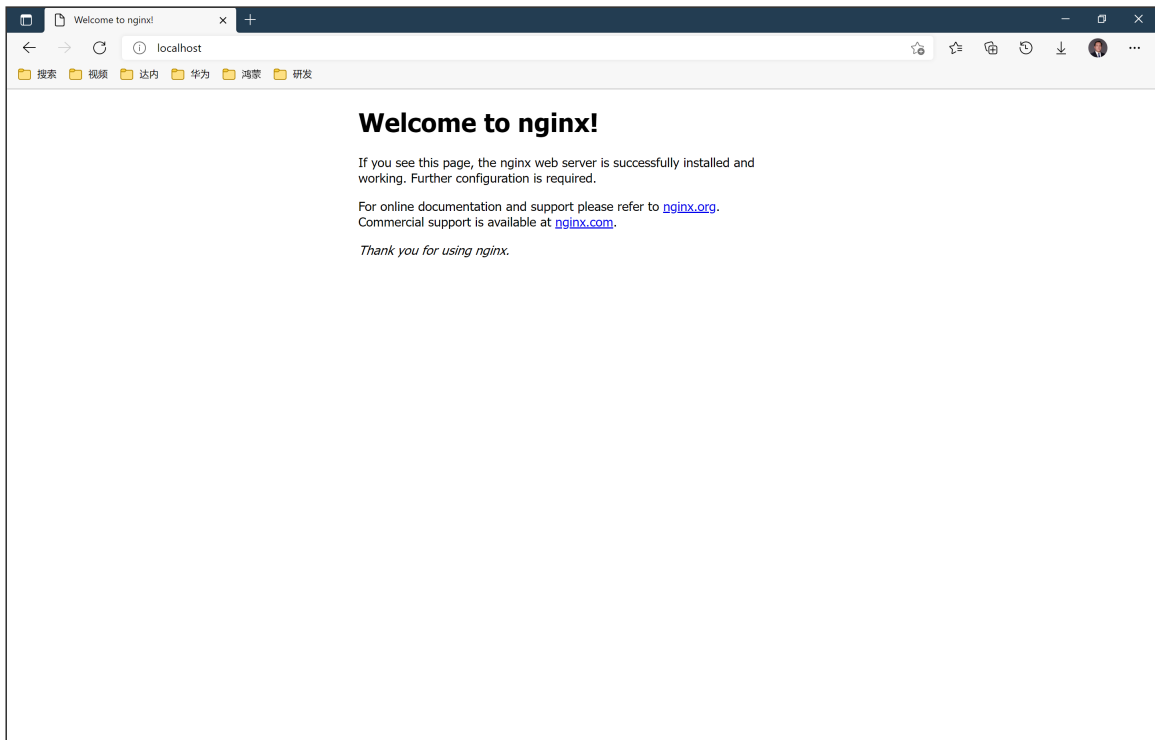 Welcome to nginx!
localhost
搜索 视频 达内 华为 鸿蒙 研发
Welcome to nginx!
If you see this page, the nginx web server is successfully installed and
working. Further configuration is required.
For online documentation and support please refer to nginx.org.
Commercial support is available at nginx.com.
Thank you for using nginx.